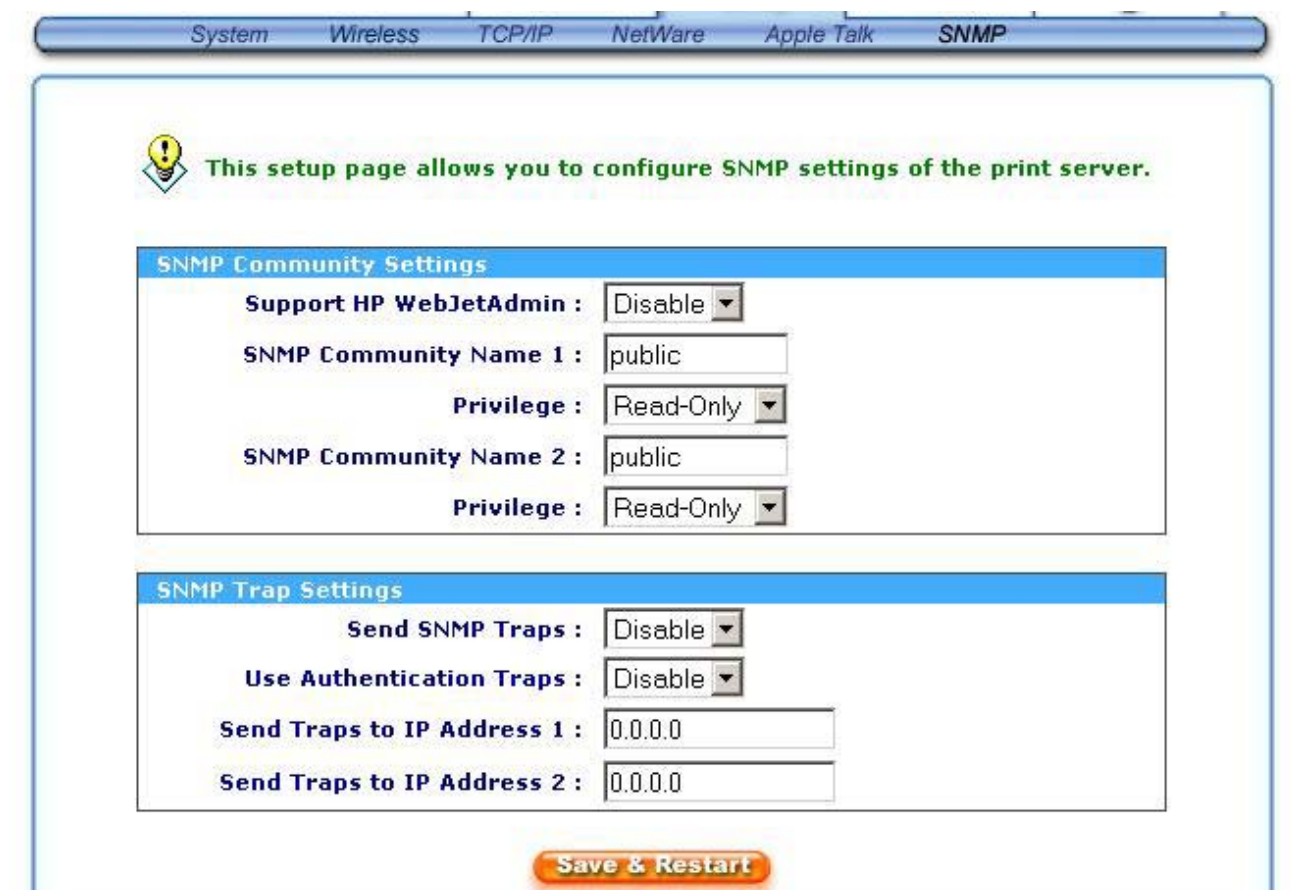 System Wireless TCP/IP NetWare Apple Talk SNMP
This setup page allows you to configure SNMP settings of the print server.
SNMP Community Settings
Support HP WebJetAdmin : Disable
SNMP Community Name 1 : public
Privilege : Read-Only
SNMP Community Name 2 : public
Privilege : Read-Only
SNMP Trap Settings
Send SNMP Traps : Disable
Use Authentication Traps : Disable
Send Traps to IP Address 1 : 0.0.0.0
Send Traps to IP Address 2 : 0.0.0.0
Save & Restart